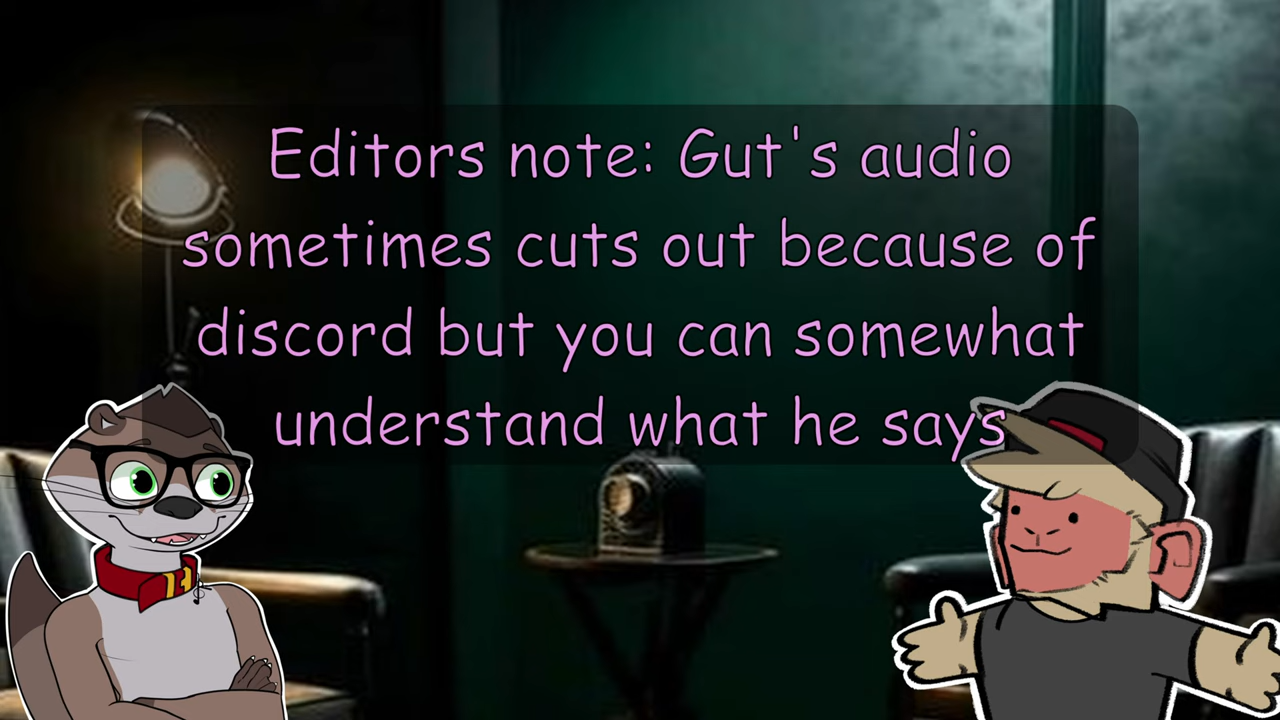 Editors note: Gut's audio
sometimes cuts out because of
discord but you can somewhat
understand what he says